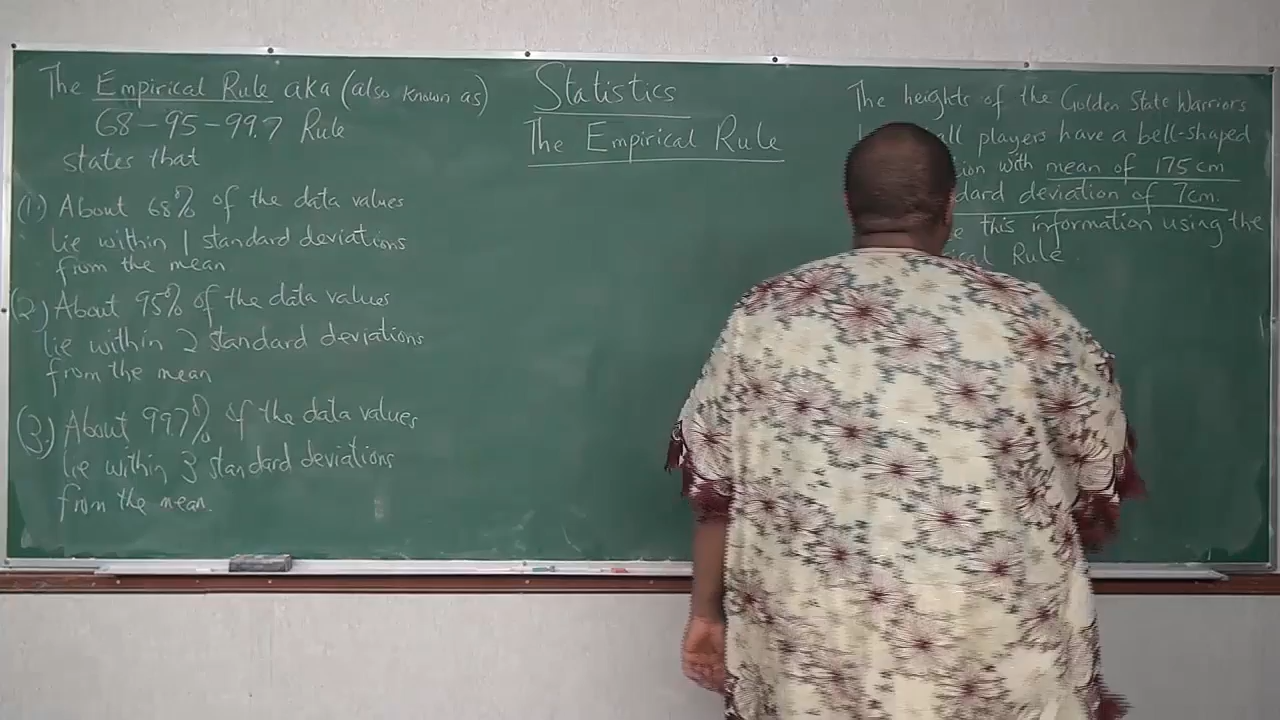 The Empirical Rule aka (also known as)
68-95-99.7 Rule
states that
(1.) About 68% of the data values
lie within 1 standard deviations
from the mean
(2.) About 95% of the data values
lie within 2 standard deviations
from the mean
(3.) About 997% of the data values
lie within 3 standard deviations
from the mean.
Statistics
The Empirical Rule
The heights of the Golden State Warriors
players have a bell-shaped
with mean of 175 cm
deviation of 7cm.
this information using the
Rule.